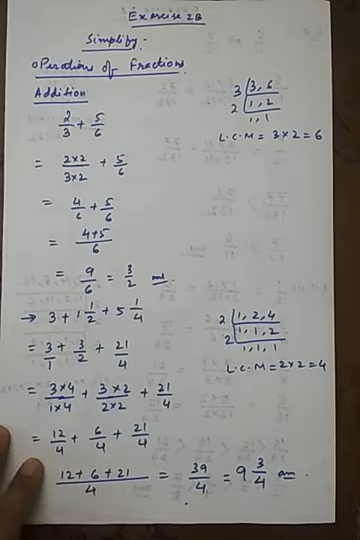 Exercise 2B
Simplify.
Operations of Fractions
Addition
2/3 + 5/6
3 | 3, 6
2 | 1, 2
1, 1
L.C.M = 3×2 = 6
= 2×2/3×2 + 5/6
= 4/6 + 5/6
= 4+5/6
= 9/6 = 3/2 ans.
→ 3 + 1 1/2 + 5 1/4
2 | 1, 2, 4
2 | 1, 1, 2
1, 1, 1
L.C.M = 2×2 = 4
= 3/1 + 3/2 + 21/4
= 3×4/1×4 + 3×2/2×2 + 21/4
= 12/4 + 6/4 + 21/4
12+6+21/4 = 39/4 = 9 3/4 ans.